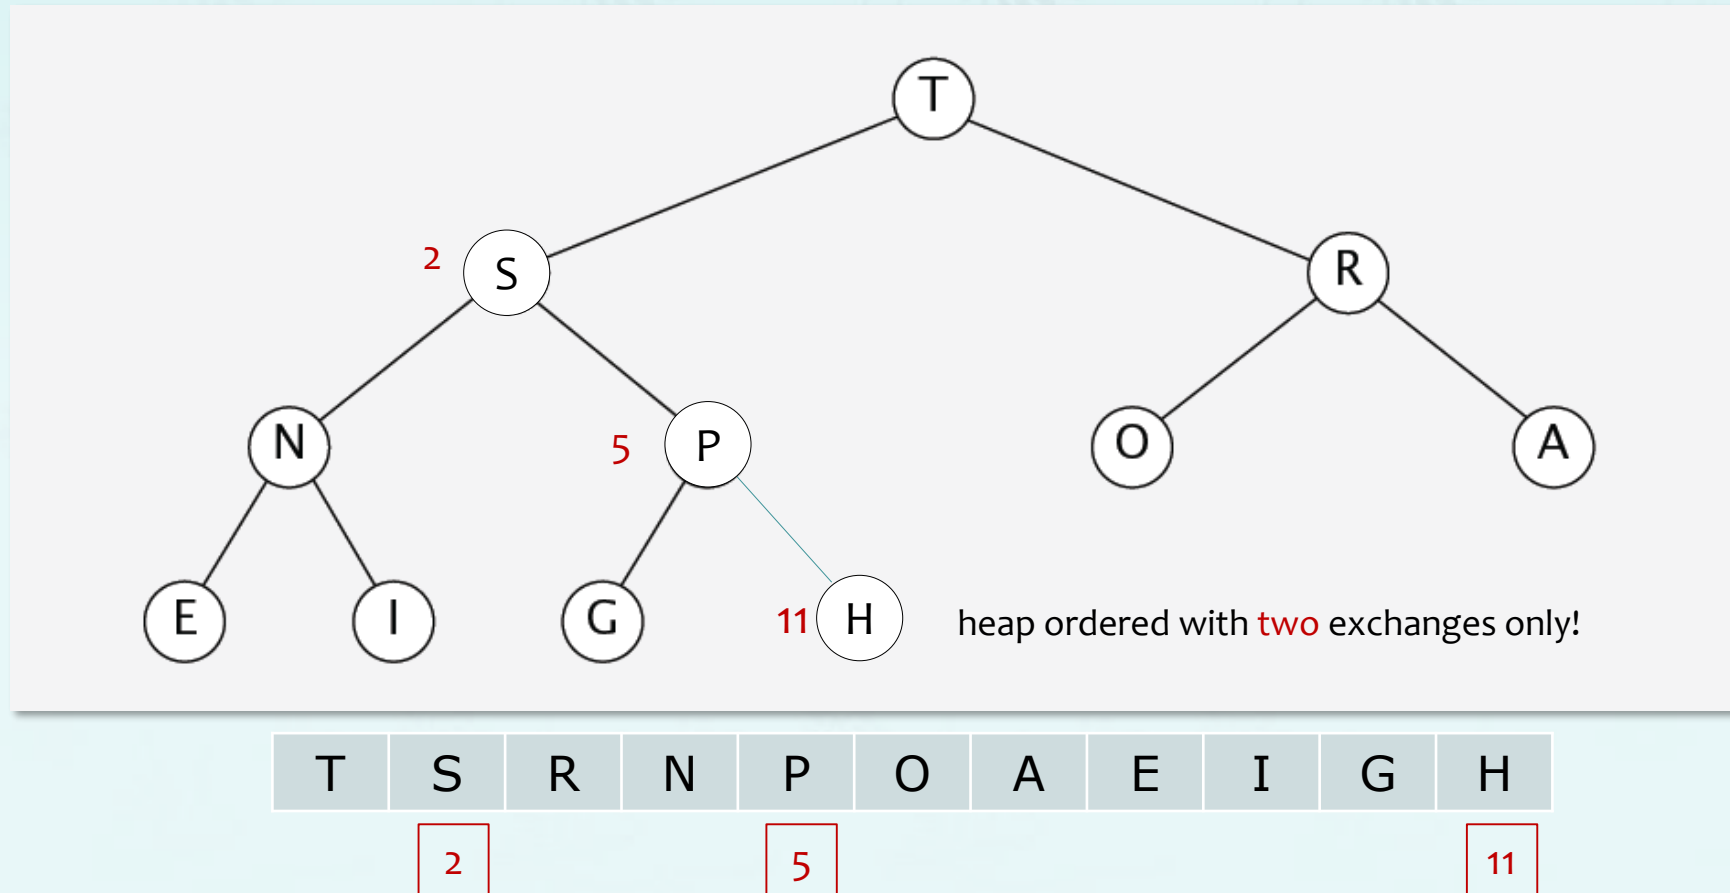 T
2 S R
N 5 P O A
E I G 11 H heap ordered with two exchanges only!
T S R N P O A E I G H
2 5 11